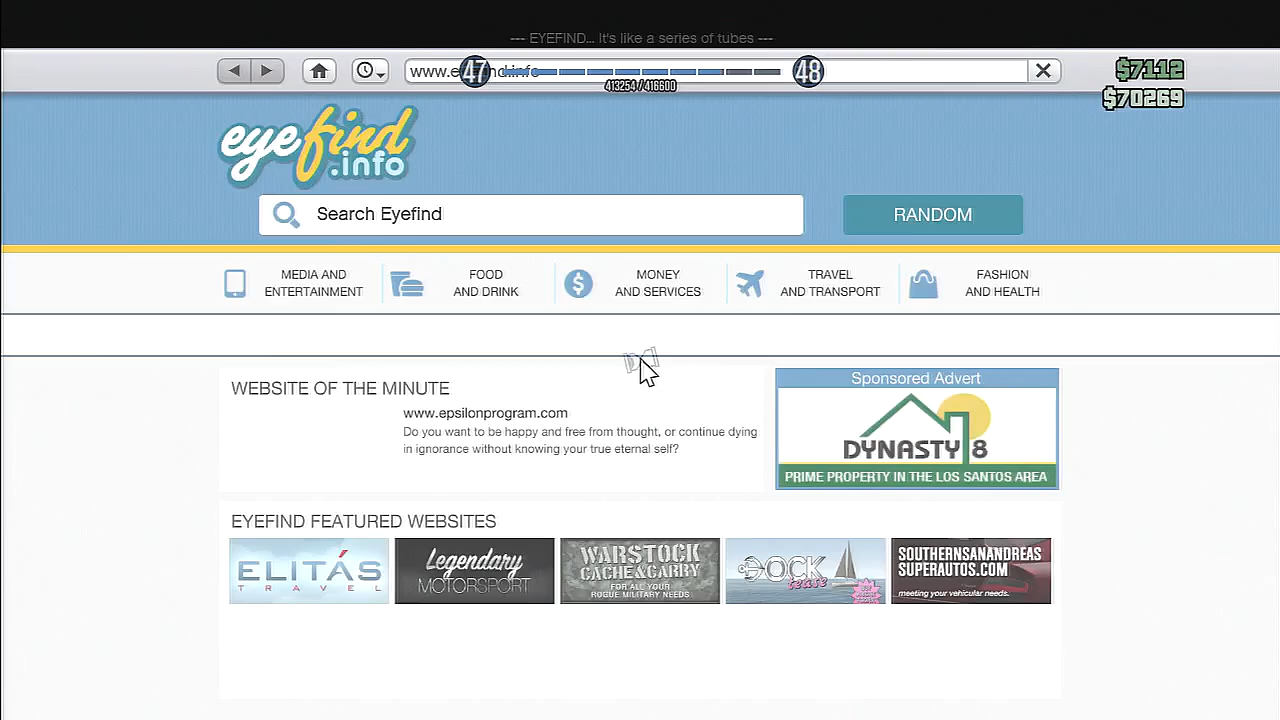 --- EYEFIND... It's like a series of tubes ---
47
48
413254 / 416600
$7112
$70269
eyefind
.info
Search Eyefind
RANDOM
MEDIA AND
ENTERTAINMENT
FOOD
AND DRINK
MONEY
AND SERVICES
TRAVEL
AND TRANSPORT
FASHION
AND HEALTH
WEBSITE OF THE MINUTE
www.epsilonprogram.com
Do you want to be happy and free from thought, or continue dying
in ignorance without knowing your true eternal self?
Sponsored Advert
DYNASTY 8
PRIME PROPERTY IN THE LOS SANTOS AREA
EYEFIND FEATURED WEBSITES
ELITÁS
TRAVEL
Legendary
MOTORSPORT
WARSTOCK
CACHE & CARRY
FOR ALL YOUR
ROGUE MILITARY NEEDS
DOCK
tease
SOUTHERNSANANDREAS
SUPERAUTOS.COM
meeting your vehicular needs.